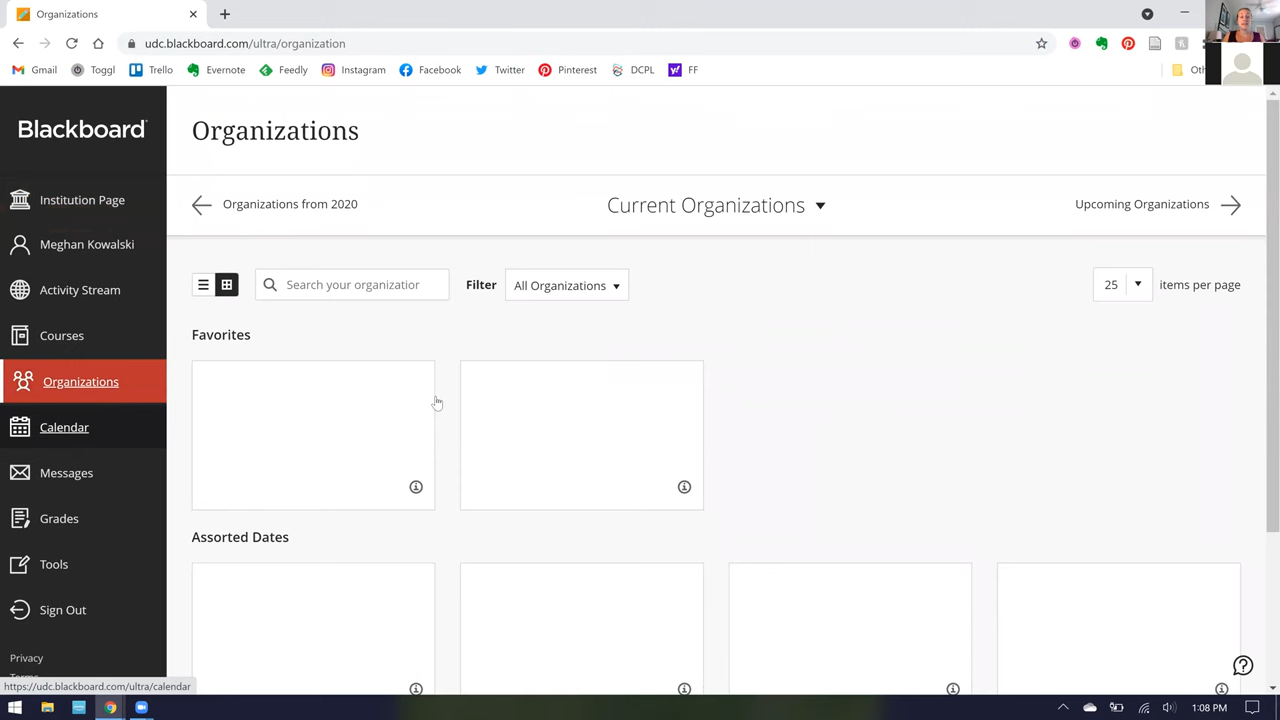 Organizations
udc.blackboard.com/ultra/organization
Gmail
Toggl
Trello
Evernote
Feedly
Instagram
Facebook
Twitter
Pinterest
DCPL
FF
Blackboard
Organizations
Institution Page
Organizations from 2020
Current Organizations
Upcoming Organizations
Meghan Kowalski
Activity Stream
Search your organizatior
Filter
All Organizations
25
items per page
Courses
Favorites
Organizations
Calendar
Messages
Grades
Assorted Dates
Tools
Sign Out
Privacy
https://udc.blackboard.com/ultra/calendar
1:08 PM